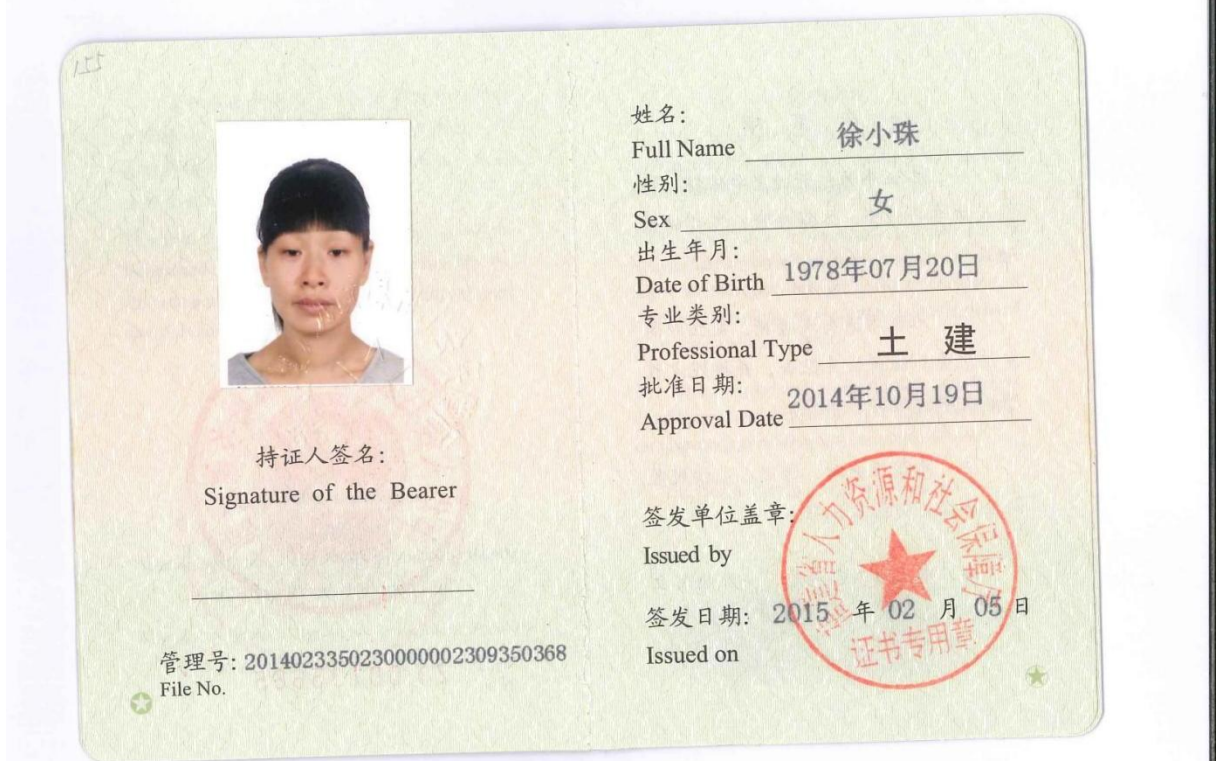 155
持证人签名:
Signature of the Bearer
管理号: 2014023350230000002309350368
File No.
姓名:
徐小珠
Full Name
性别:
女
Sex
出生年月:
1978年07月20日
Date of Birth
专业类别:
土 建
Professional Type
批准日期:
2014年10月19日
Approval Date
签发单位盖章:
Issued by
福建省人力资源和社会保障厅
证书专用章
签发日期: 2015 年 02 月 05 日
Issued on